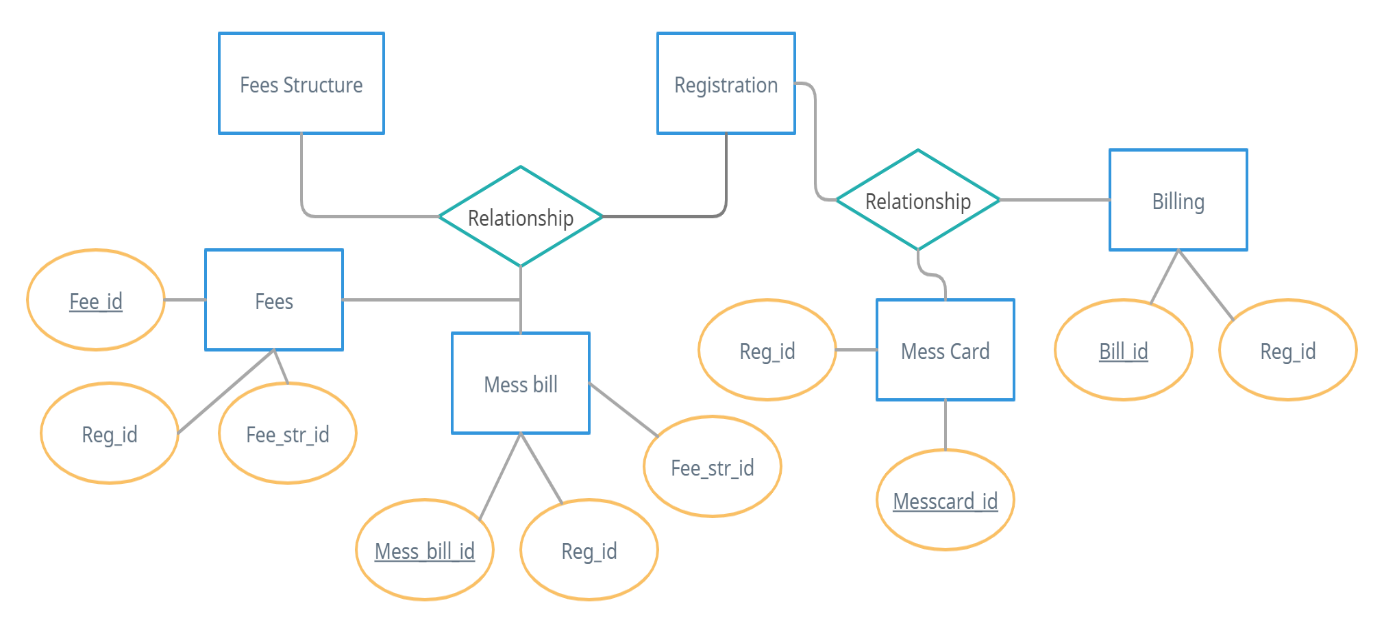 Fees Structure
Registration
Relationship
Relationship
Billing
Fee_id
Fees
Reg_id
Mess Card
Bill_id
Reg_id
Mess bill
Reg_id
Fee_str_id
Fee_str_id
Messcard_id
Mess_bill_id
Reg_id